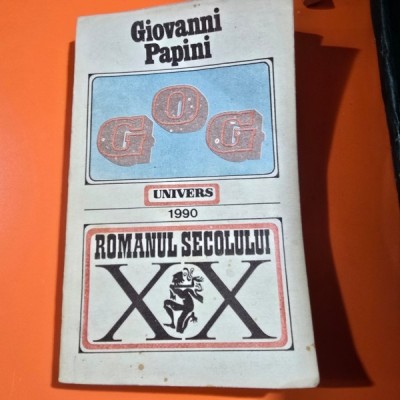 Giovanni
Papini
GOG
UNIVERS
1990
ROMANUL SECOLULUI
XX